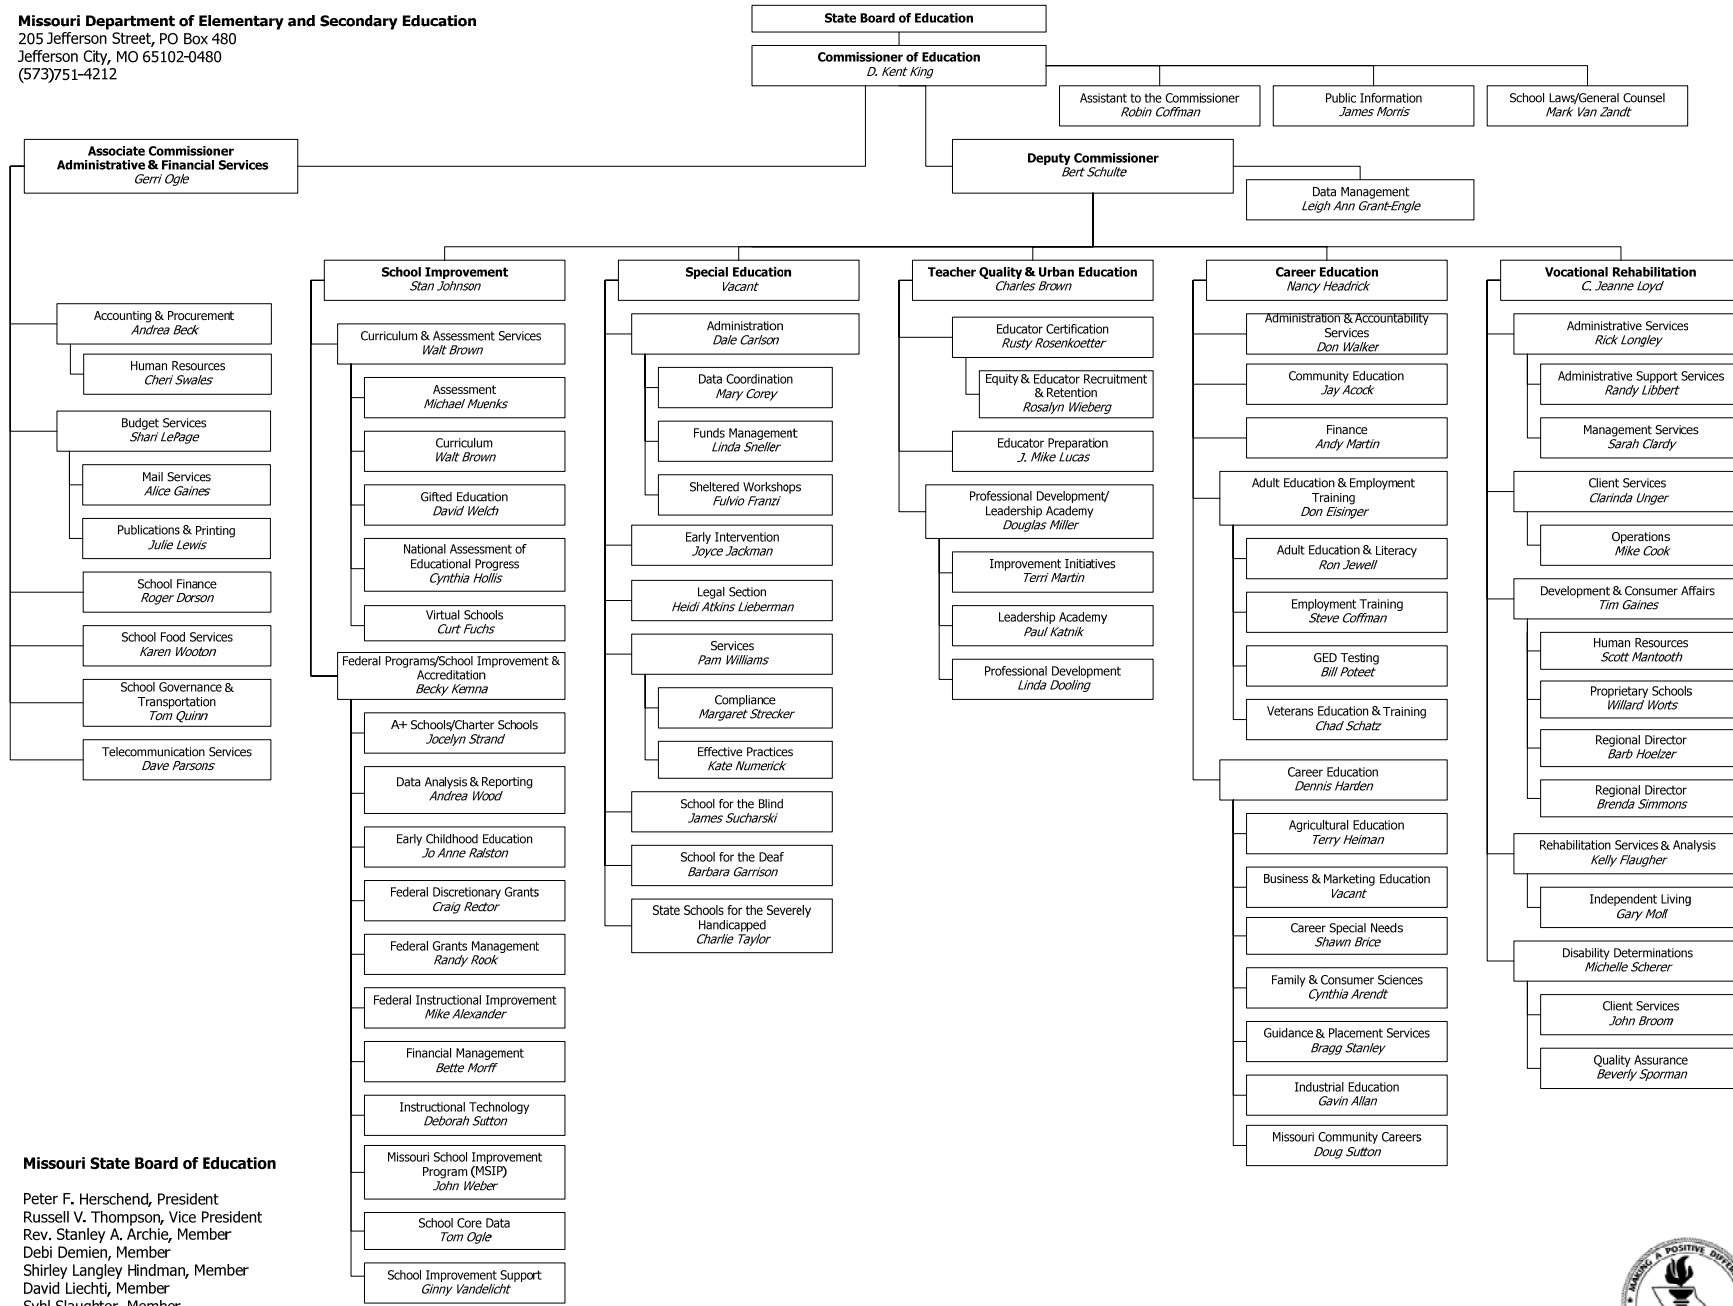 Missouri Department of Elementary and Secondary Education
205 Jefferson Street, PO Box 480
Jefferson City, MO 65102-0480
(573)751-4212
State Board of Education
Commissioner of Education
D. Kent King
Assistant to the Commissioner
Robin Coffman
Public Information
James Morris
School Laws/General Counsel
Mark Van Zandt
Associate Commissioner
Administrative & Financial Services
Gerri Ogle
Deputy Commissioner
Bert Schulte
Data Management
Leigh Ann Grant-Engle
Accounting & Procurement
Andrea Beck
Human Resources
Cheri Swales
Budget Services
Shari LePage
Mail Services
Alice Gaines
Publications & Printing
Julie Lewis
School Finance
Roger Dorson
School Food Services
Karen Wooton
School Governance &
Transportation
Tom Quinn
Telecommunication Services
Dave Parsons
School Improvement
Stan Johnson
Curriculum & Assessment Services
Walt Brown
Assessment
Michael Muenks
Curriculum
Walt Brown
Gifted Education
David Welch
National Assessment of
Educational Progress
Cynthia Hollis
Virtual Schools
Curt Fuchs
Federal Programs/School Improvement &
Accreditation
Becky Kemna
A+ Schools/Charter Schools
Jocelyn Strand
Data Analysis & Reporting
Andrea Wood
Early Childhood Education
Jo Anne Ralston
Federal Discretionary Grants
Craig Rector
Federal Grants Management
Randy Rook
Federal Instructional Improvement
Mike Alexander
Financial Management
Bette Morff
Instructional Technology
Deborah Sutton
Missouri School Improvement
Program (MSIP)
John Weber
School Core Data
Tom Ogle
School Improvement Support
Ginny Vandelicht
Special Education
Vacant
Administration
Dale Carlson
Data Coordination
Mary Corey
Funds Management
Linda Sneller
Sheltered Workshops
Fulvio Franzi
Early Intervention
Joyce Jackman
Legal Section
Heidi Atkins Lieberman
Services
Pam Williams
Compliance
Margaret Strecker
Effective Practices
Kate Numerick
School for the Blind
James Sucharski
School for the Deaf
Barbara Garrison
State Schools for the Severely
Handicapped
Charlie Taylor
Teacher Quality & Urban Education
Charles Brown
Educator Certification
Rusty Rosenkoetter
Equity & Educator Recruitment
& Retention
Rosalyn Wieberg
Educator Preparation
J. Mike Lucas
Professional Development/
Leadership Academy
Douglas Miller
Improvement Initiatives
Terri Martin
Leadership Academy
Paul Katnik
Professional Development
Linda Dooling
Career Education
Nancy Headrick
Administration & Accountability
Services
Don Walker
Community Education
Jay Acock
Finance
Andy Martin
Adult Education & Employment
Training
Don Eisinger
Adult Education & Literacy
Ron Jewell
Employment Training
Steve Coffman
GED Testing
Bill Poteet
Veterans Education & Training
Chad Schatz
Career Education
Dennis Harden
Agricultural Education
Terry Heiman
Business & Marketing Education
Vacant
Career Special Needs
Shawn Brice
Family & Consumer Sciences
Cynthia Arendt
Guidance & Placement Services
Bragg Stanley
Industrial Education
Gavin Allan
Missouri Community Careers
Doug Sutton
Vocational Rehabilitation
C. Jeanne Loyd
Administrative Services
Rick Longley
Administrative Support Services
Randy Libbert
Management Services
Sarah Clardy
Client Services
Clarinda Unger
Operations
Mike Cook
Development & Consumer Affairs
Tim Gaines
Human Resources
Scott Mantooth
Proprietary Schools
Willard Worts
Regional Director
Barb Hoelzer
Regional Director
Brenda Simmons
Rehabilitation Services & Analysis
Kelly Flaugher
Independent Living
Gary Moll
Disability Determinations
Michelle Scherer
Client Services
John Broom
Quality Assurance
Beverly Sporman
Missouri State Board of Education
Peter F. Herschend, President
Russell V. Thompson, Vice President
Rev. Stanley A. Archie, Member
Debi Demien, Member
Shirley Langley Hindman, Member
David Liechti, Member
Sybl Slaughter, Member
MAKING A POSITIVE